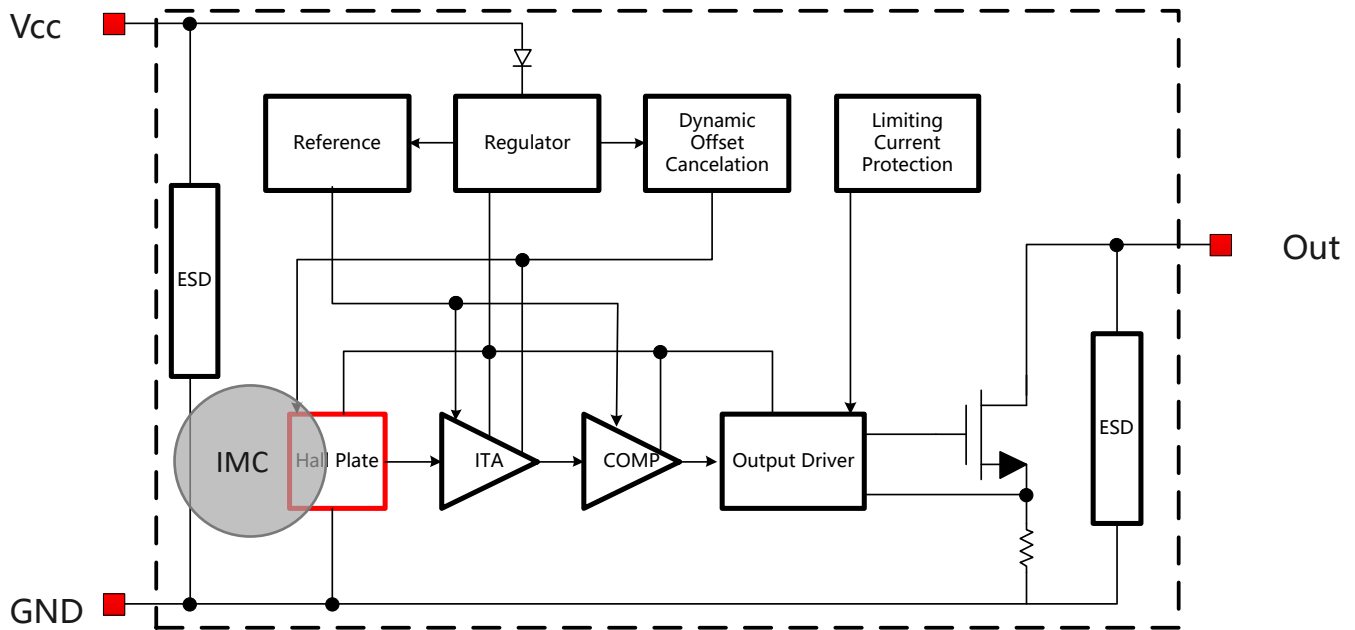 Vcc
Reference
Regulator
Dynamic
Offset
Cancelation
Limiting
Current
Protection
ESD
Out
IMC
Hall Plate
ITA
COMP
Output Driver
ESD
GND